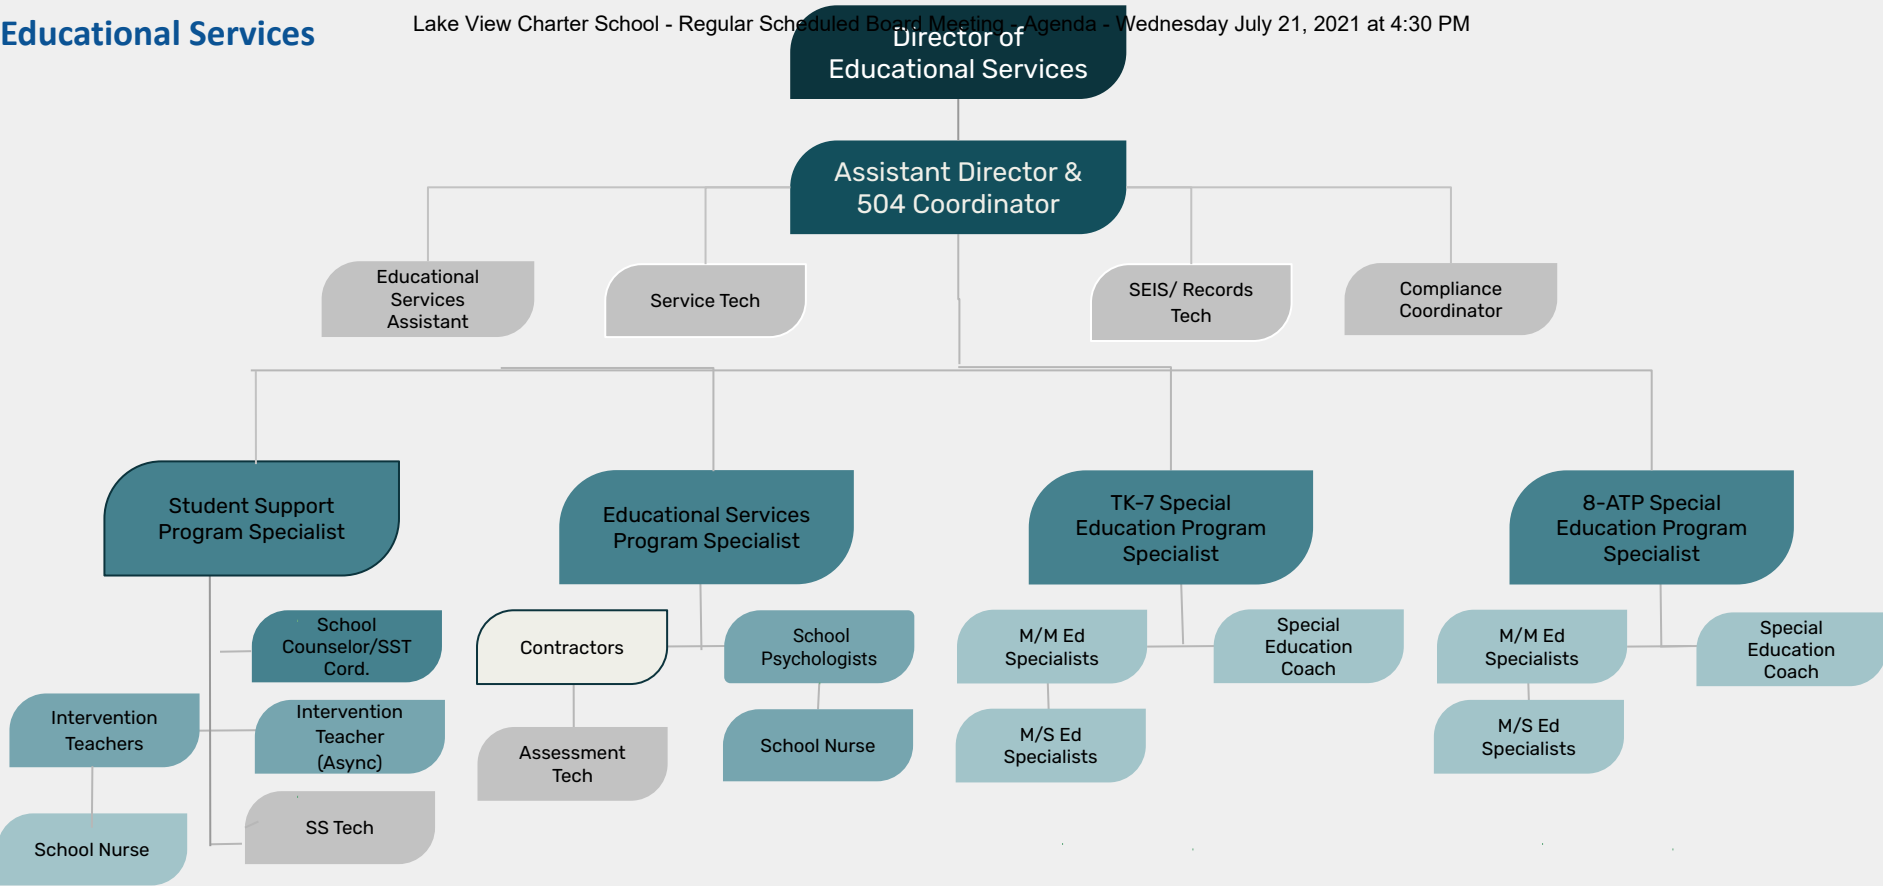 Educational Services
Lake View Charter School - Regular Scheduled Board Meeting - Agenda - Wednesday July 21, 2021 at 4:30 PM
Director of
Educational Services
Assistant Director &
504 Coordinator
Educational
Services
Assistant
Service Tech
SEIS/ Records
Tech
Compliance
Coordinator
Student Support
Program Specialist
Educational Services
Program Specialist
TK-7 Special
Education Program
Specialist
8-ATP Special
Education Program
Specialist
School
Counselor/SST
Cord.
Contractors
School
Psychologists
M/M Ed
Specialists
Special
Education
Coach
M/M Ed
Specialists
Special
Education
Coach
Intervention
Teachers
Intervention
Teacher
(Async)
Assessment
Tech
School Nurse
M/S Ed
Specialists
M/S Ed
Specialists
School Nurse
SS Tech